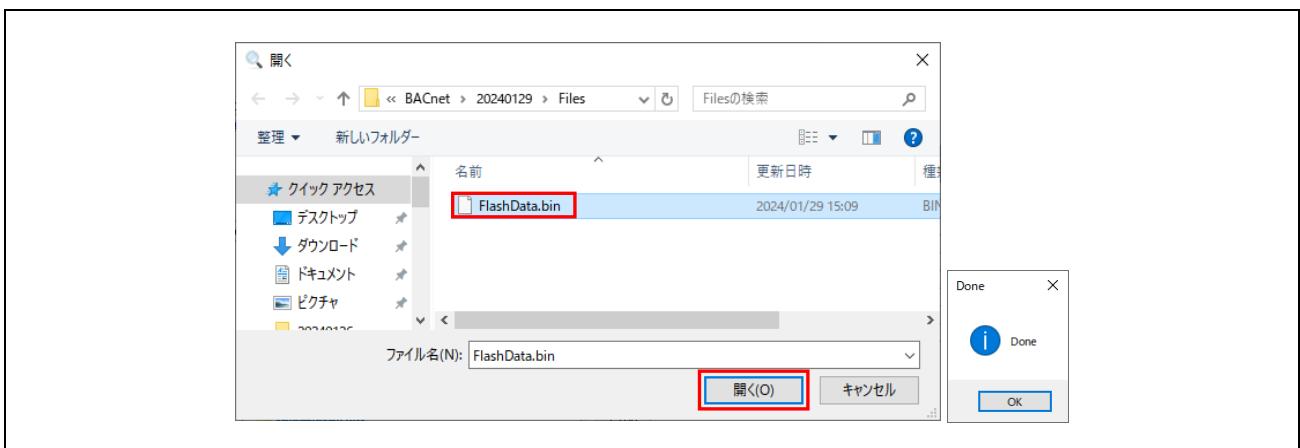 開く
« BACnet › 20240129 › Files
Filesの検索
整理 ▼ 新しいフォルダー
名前 更新日時
クイック アクセス
FlashData.bin 2024/01/29 15:09 BIN
デスクトップ
ダウンロード
ドキュメント
ピクチャ
ファイル名(N): FlashData.bin
開く(O) キャンセル
Done
Done
OK